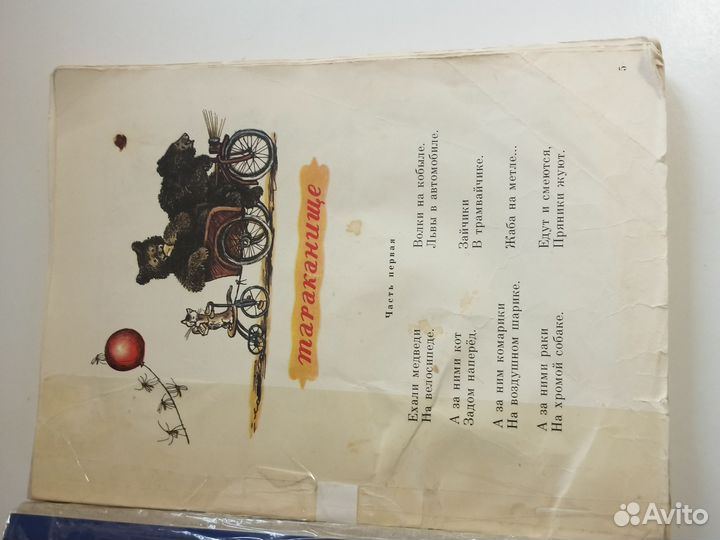 тараканище
Часть первая
Ехали медведи
На велосипеде.
А за ними кот
Задом наперёд.
А за ним комарики
На воздушном шарике.
А за ними раки
На хромой собаке.
Волки на кобыле.
Львы в автомобиле.
Зайчики
В трамвайчике.
Жаба на метле...
Едут и смеются,
Пряники жуют.
5
Avito